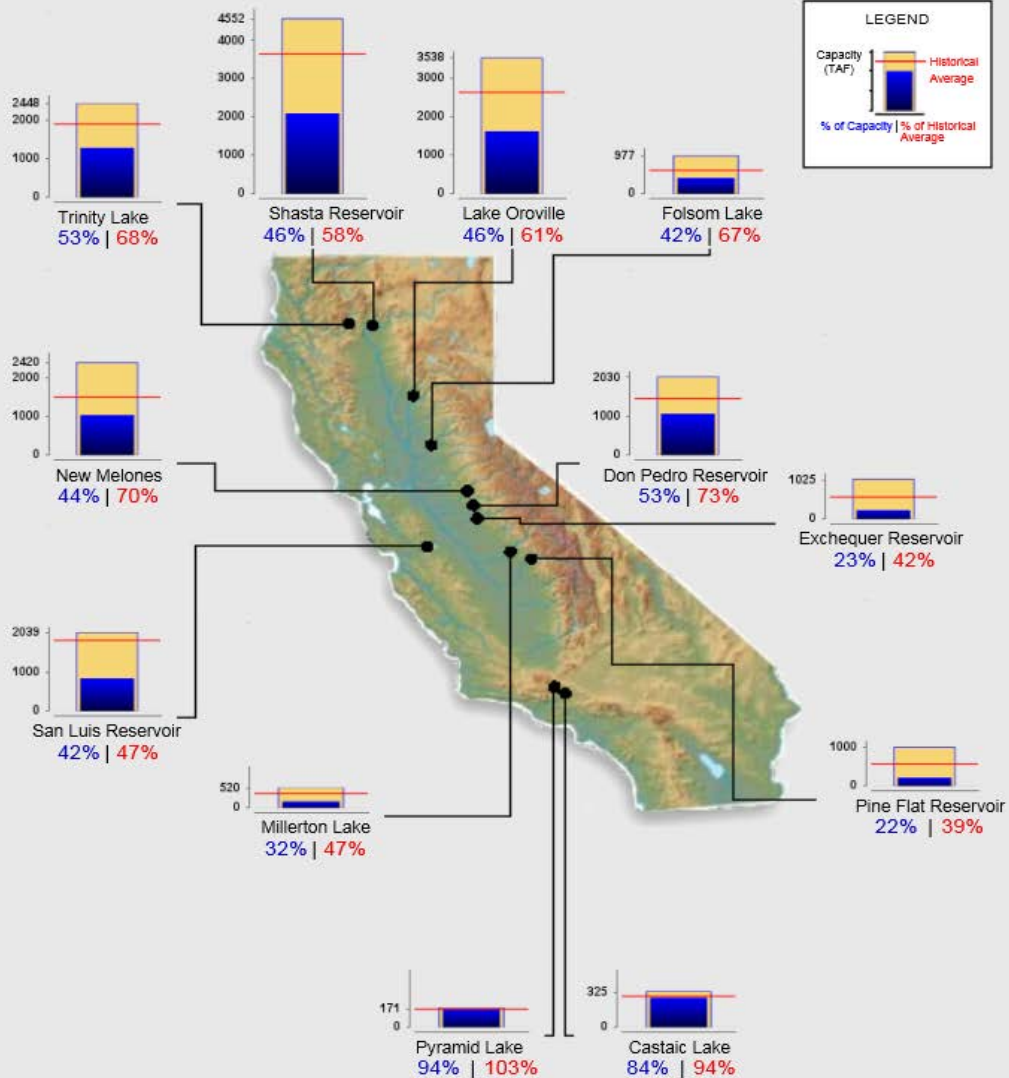 4552
4000
3000
2000
1000
0
Shasta Reservoir
46% | 58%
3538
3000
2000
1000
0
Lake Oroville
46% | 61%
LEGEND
Capacity
(TAF)
Historical
Average
% of Capacity | % of Historical
Average
2448
2000
1000
0
Trinity Lake
53% | 68%
977
0
Folsom Lake
42% | 67%
2420
2000
1000
0
New Melones
44% | 70%
2030
1000
0
Don Pedro Reservoir
53% | 73%
1025
0
Exchequer Reservoir
23% | 42%
2039
1000
0
San Luis Reservoir
42% | 47%
520
0
Millerton Lake
32% | 47%
1000
0
Pine Flat Reservoir
22% | 39%
171
0
Pyramid Lake
94% | 103%
325
0
Castaic Lake
84% | 94%